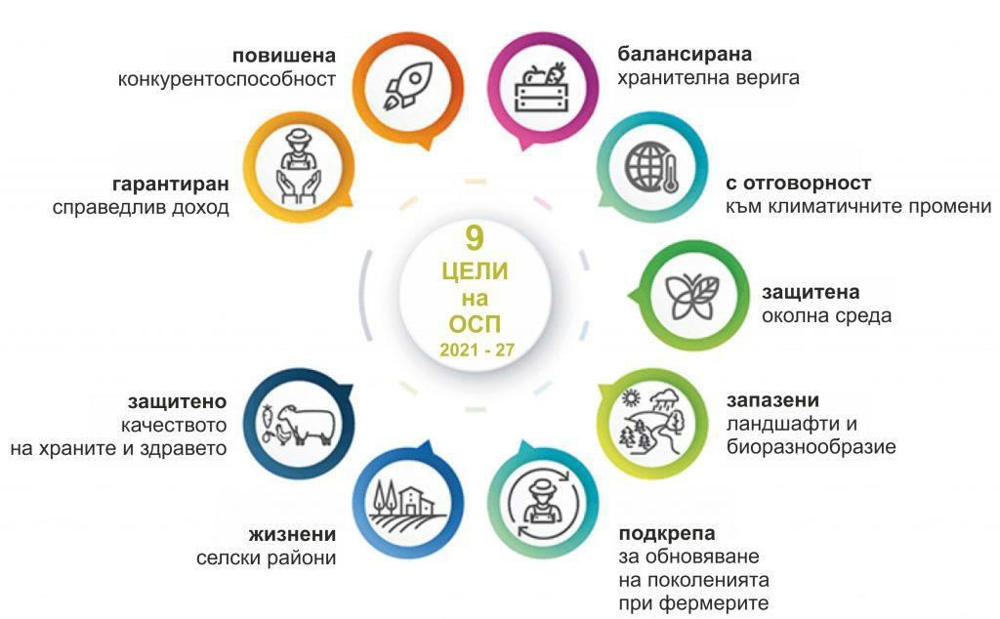 повишена
конкурентоспособност
балансирана
хранителна верига
гарантиран
справедлив доход
с отговорност
към климатичните промени
9
ЦЕЛИ
на
ОСП
2021 - 27
защитена
околна среда
защитено
качеството
на храните и здравето
запазени
ландшафти и
биоразнообразие
жизнени
селски райони
подкрепа
за обновяване
на поколенията
при фермерите